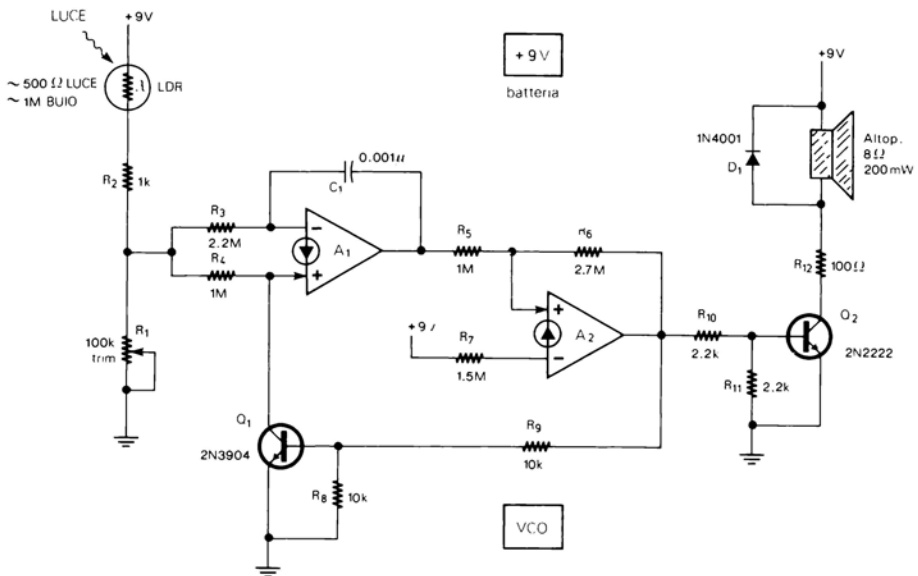 LUCE
+9V
~ 500 Ω LUCE
~ 1M BUIO
LDR
R2
1k
R3
2.2M
R4
1M
R1
100k
trim
C1
0.001u
A1
−
+
+9V
batteria
R5
1M
R6
2.7M
+9V
R7
1.5M
+
−
A2
Q1
2N3904
R8
10k
R9
10k
VCO
R10
2.2k
R11
2.2k
+9V
1N4001
D1
Altop.
8Ω
200mW
R12
100Ω
Q2
2N2222